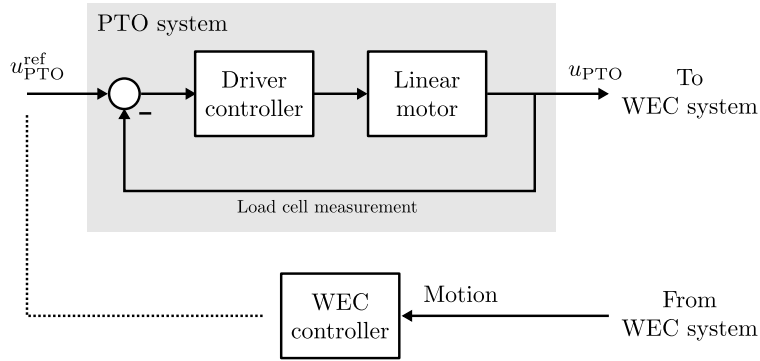 PTO system
u_PTO^ref
Driver
controller
Linear
motor
u_PTO
To
WEC system
−
Load cell measurement
WEC
controller
Motion
From
WEC system